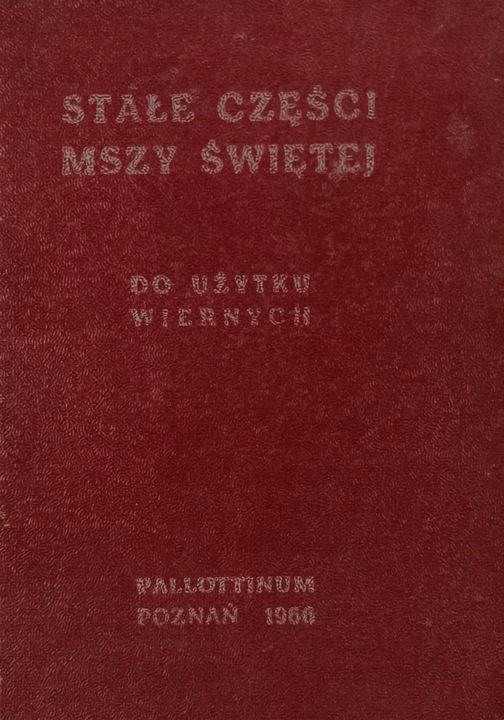 STAŁE CZĘŚCI
MSZY ŚWIĘTEJ
DO UŻYTKU
WIERNYCH
PALLOTTINUM
POZNAŃ 1966